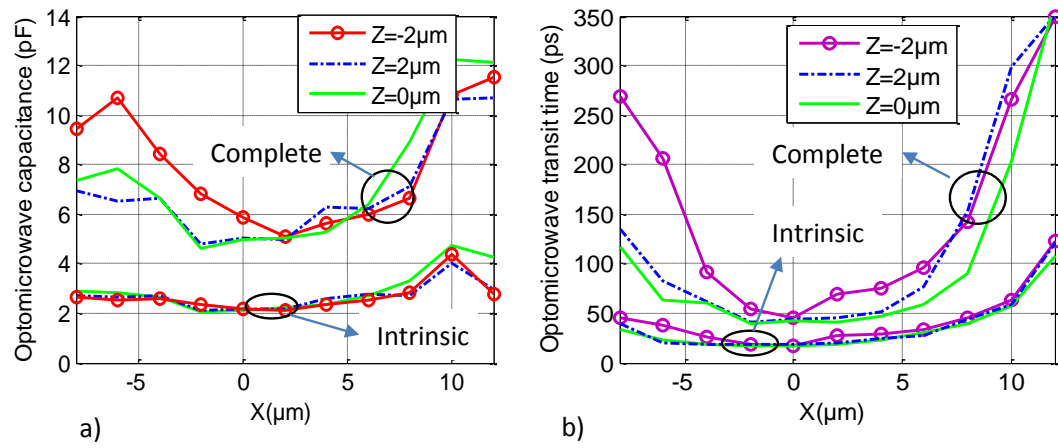 Optomicrowave capacitance (pF)
14
12
10
8
6
4
2
0
-5
0
5
10
X(µm)
Z=-2µm
Z=2µm
Z=0µm
Complete
Intrinsic
a)
Optomicrowave transit time (ps)
350
300
250
200
150
100
50
0
-5
0
5
10
X(µm)
Z=-2µm
Z=2µm
Z=0µm
Complete
Intrinsic
b)